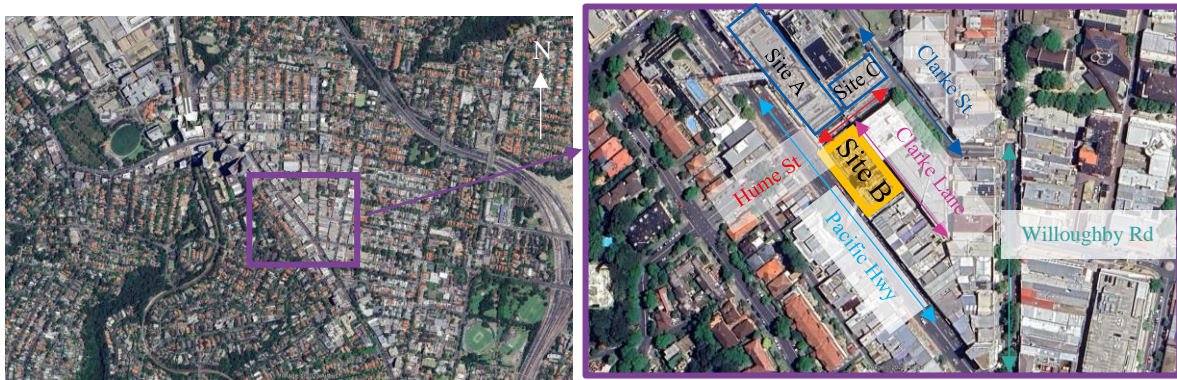 N
Site A
Site C
Clarke St
Site B
Clarke Lane
Hume St
Pacific Hwy
Willoughby Rd